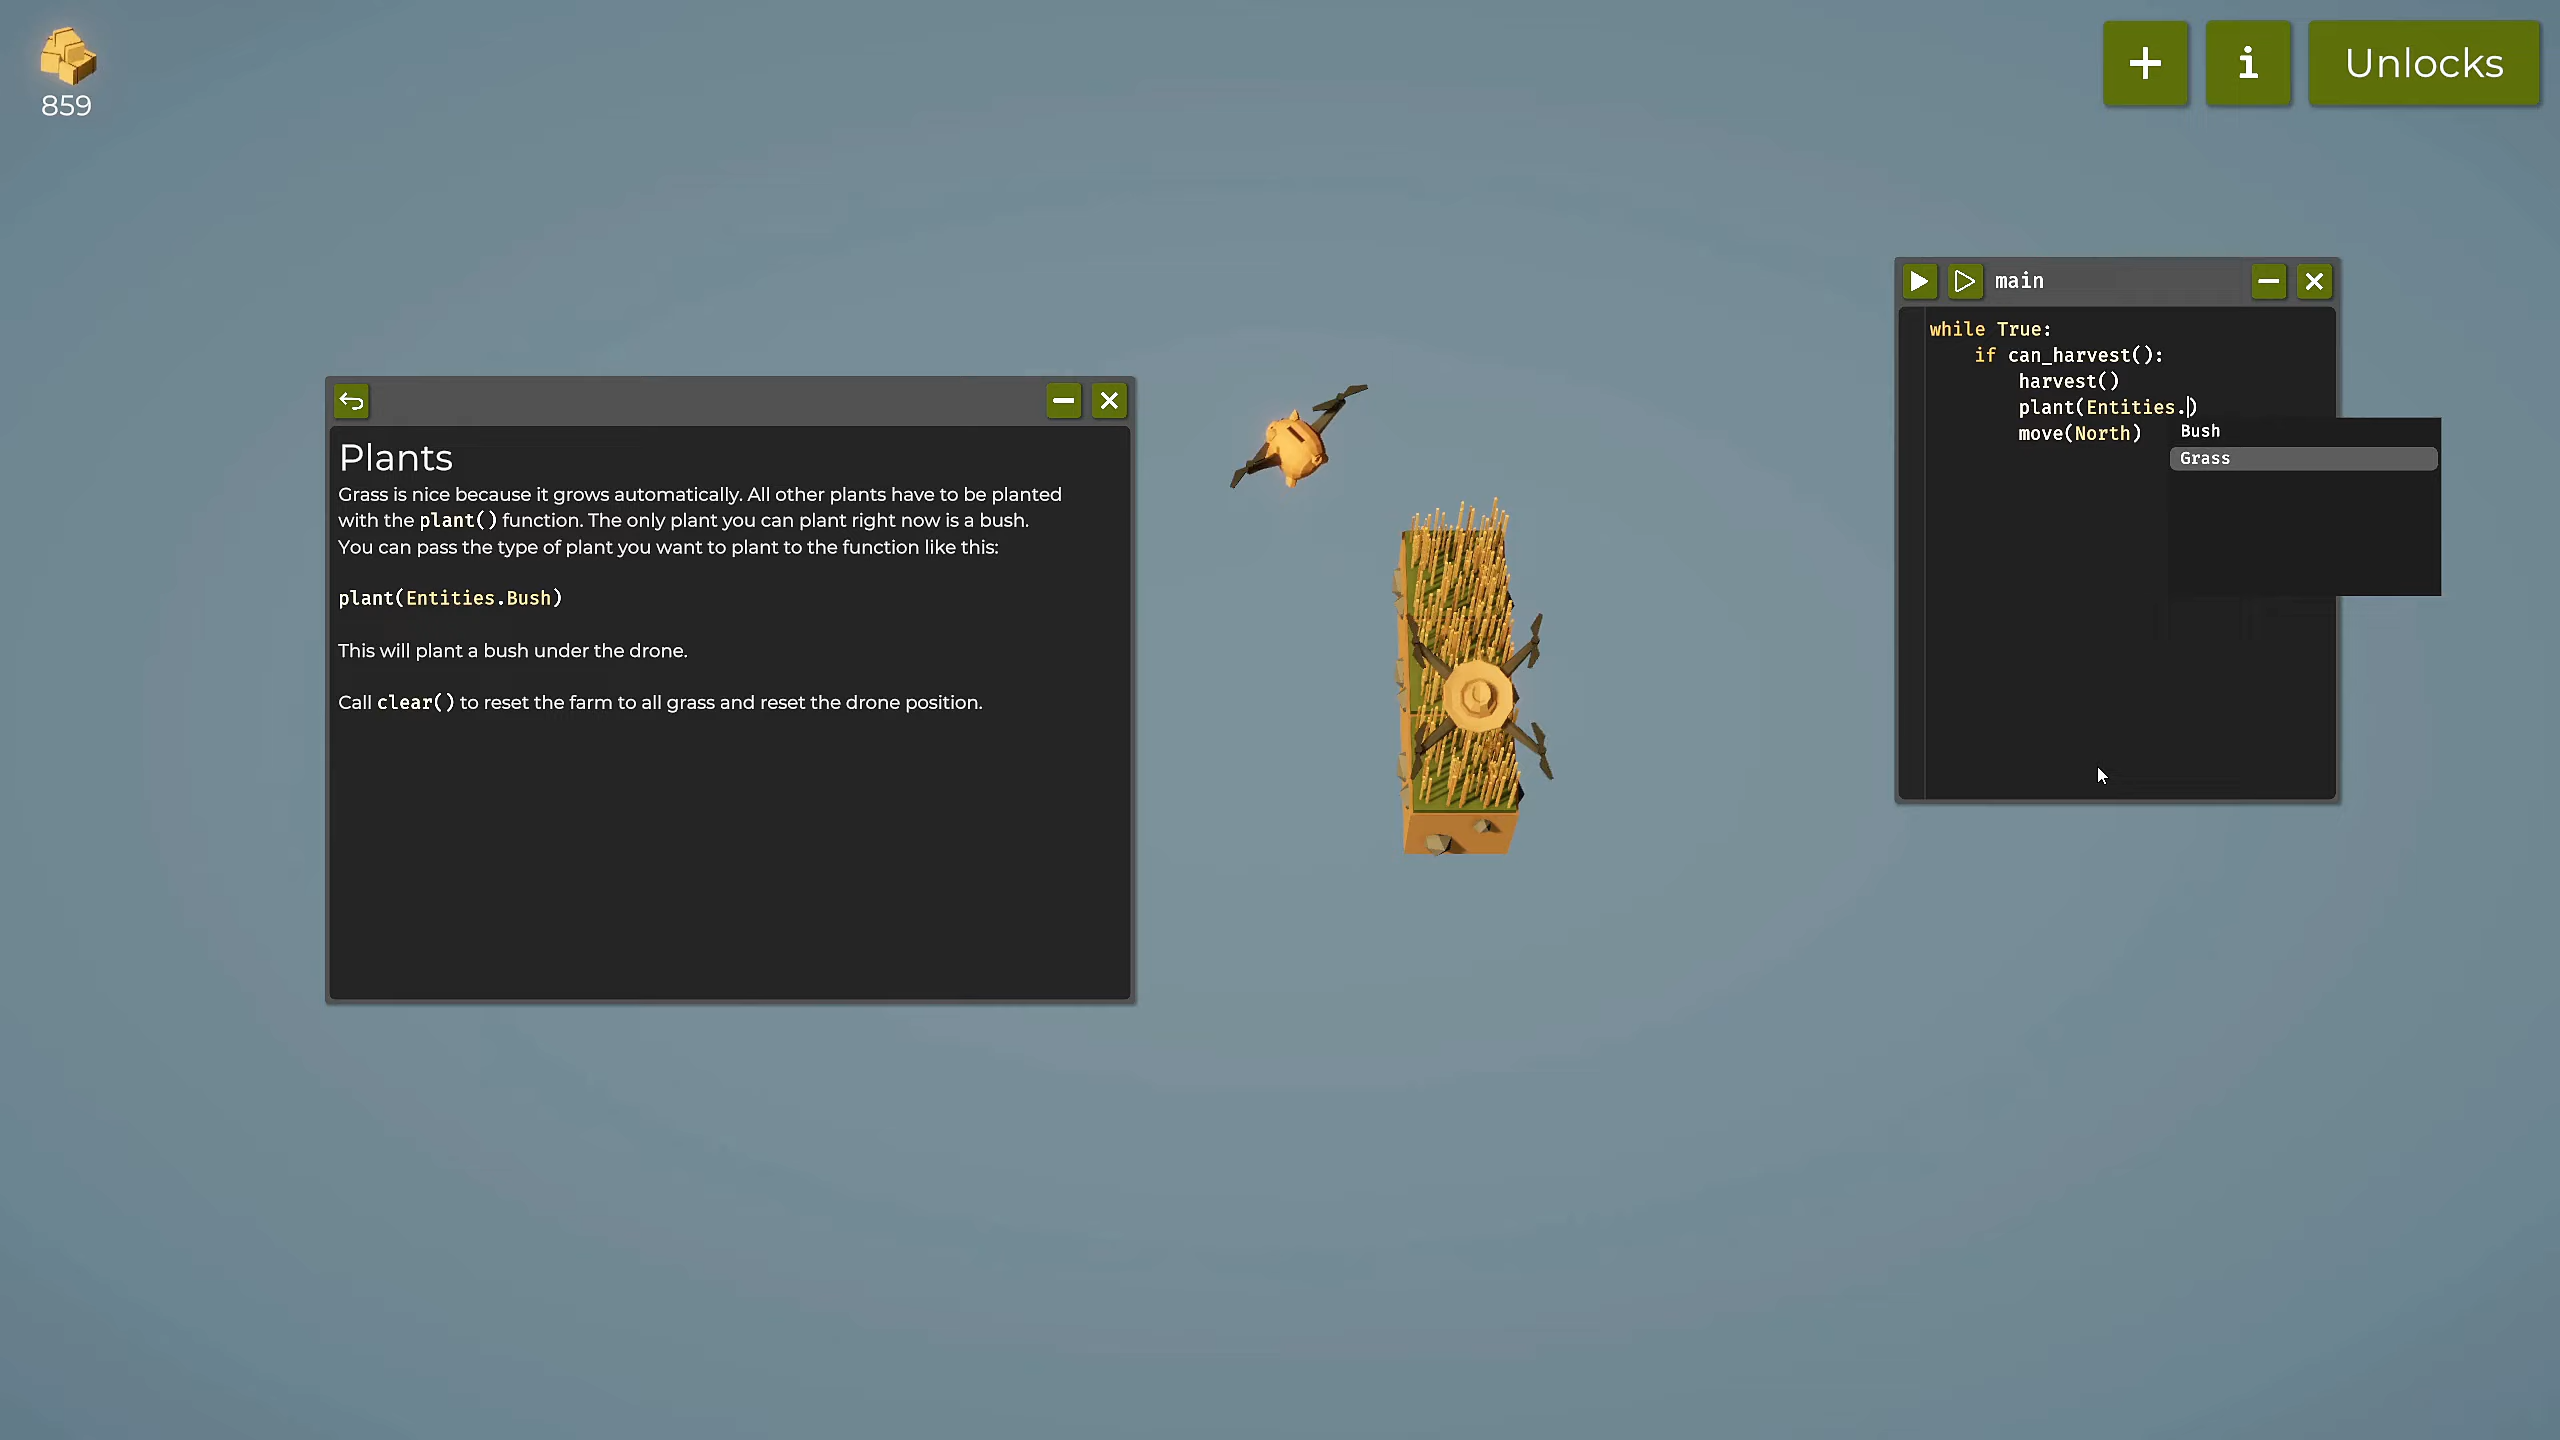 859
+
i
Unlocks
Plants
Grass is nice because it grows automatically. All other plants have to be planted
with the plant() function. The only plant you can plant right now is a bush.
You can pass the type of plant you want to plant to the function like this:
plant(Entities.Bush)
This will plant a bush under the drone.
Call clear() to reset the farm to all grass and reset the drone position.
main
while True:
if can_harvest():
harvest()
plant(Entities.)
move(North)
Bush
Grass